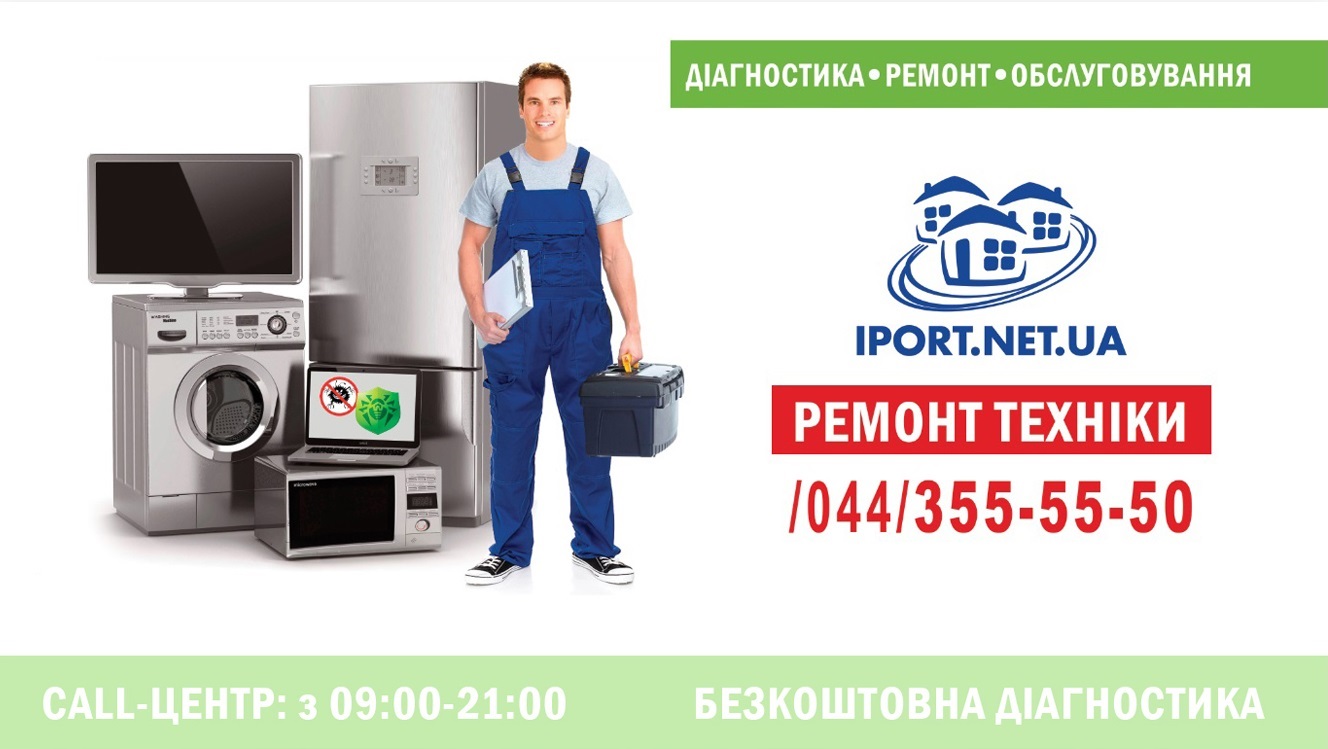 ДІАГНОСТИКА•РЕМОНТ•ОБСЛУГОВУВАННЯ
IPORT.NET.UA
РЕМОНТ ТЕХНІКИ
/044/355-55-50
CALL-ЦЕНТР: з 09:00-21:00
БЕЗКОШТОВНА ДІАГНОСТИКА